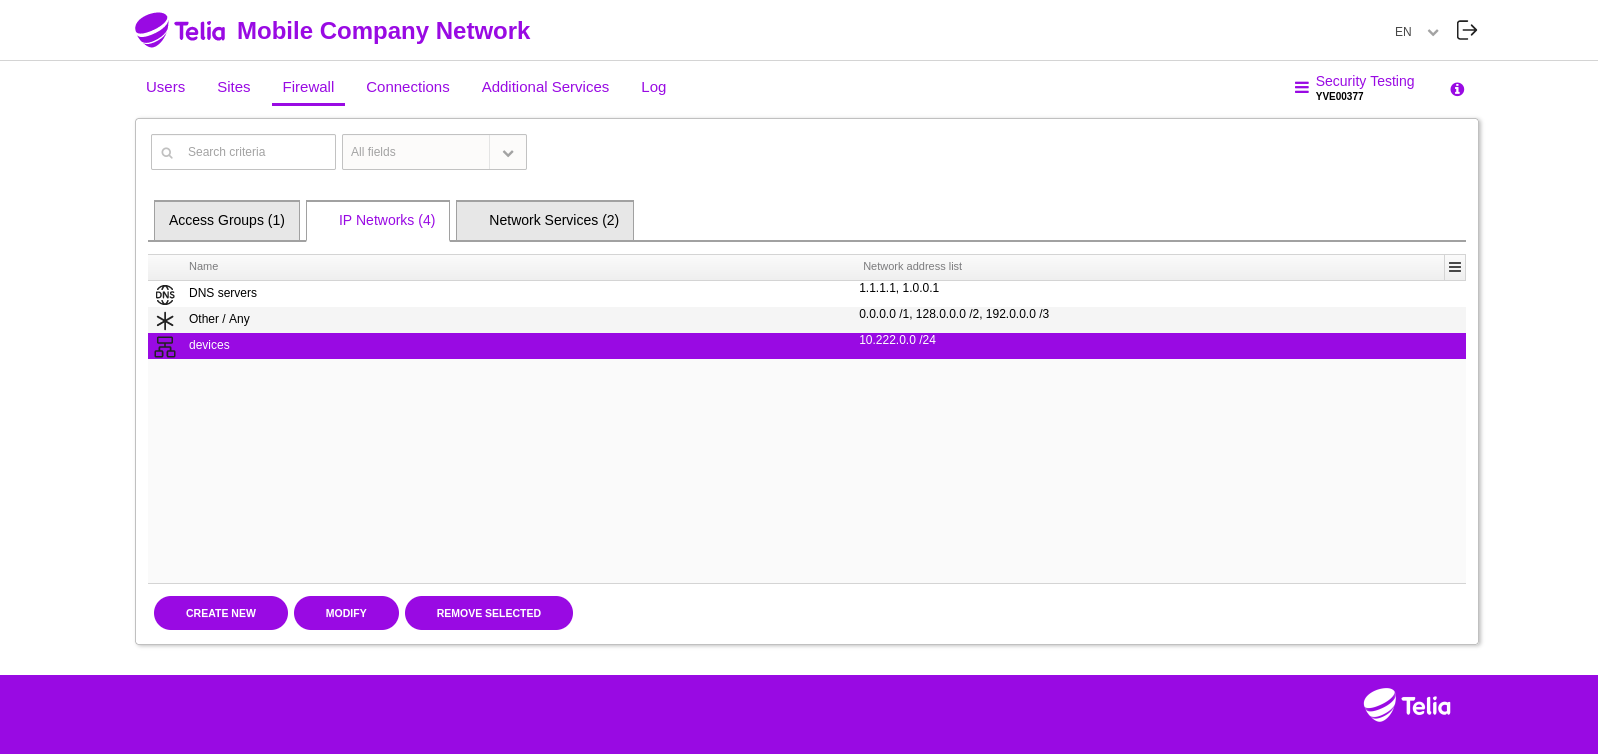 Telia Mobile Company Network
EN
Users Sites Firewall Connections Additional Services Log
Security Testing
YVE00377
Search criteria
All fields
Access Groups (1) IP Networks (4) Network Services (2)
Name Network address list
DNS DNS servers 1.1.1.1, 1.0.0.1
Other / Any 0.0.0.0 /1, 128.0.0.0 /2, 192.0.0.0 /3
devices 10.222.0.0 /24
CREATE NEW MODIFY REMOVE SELECTED
Telia